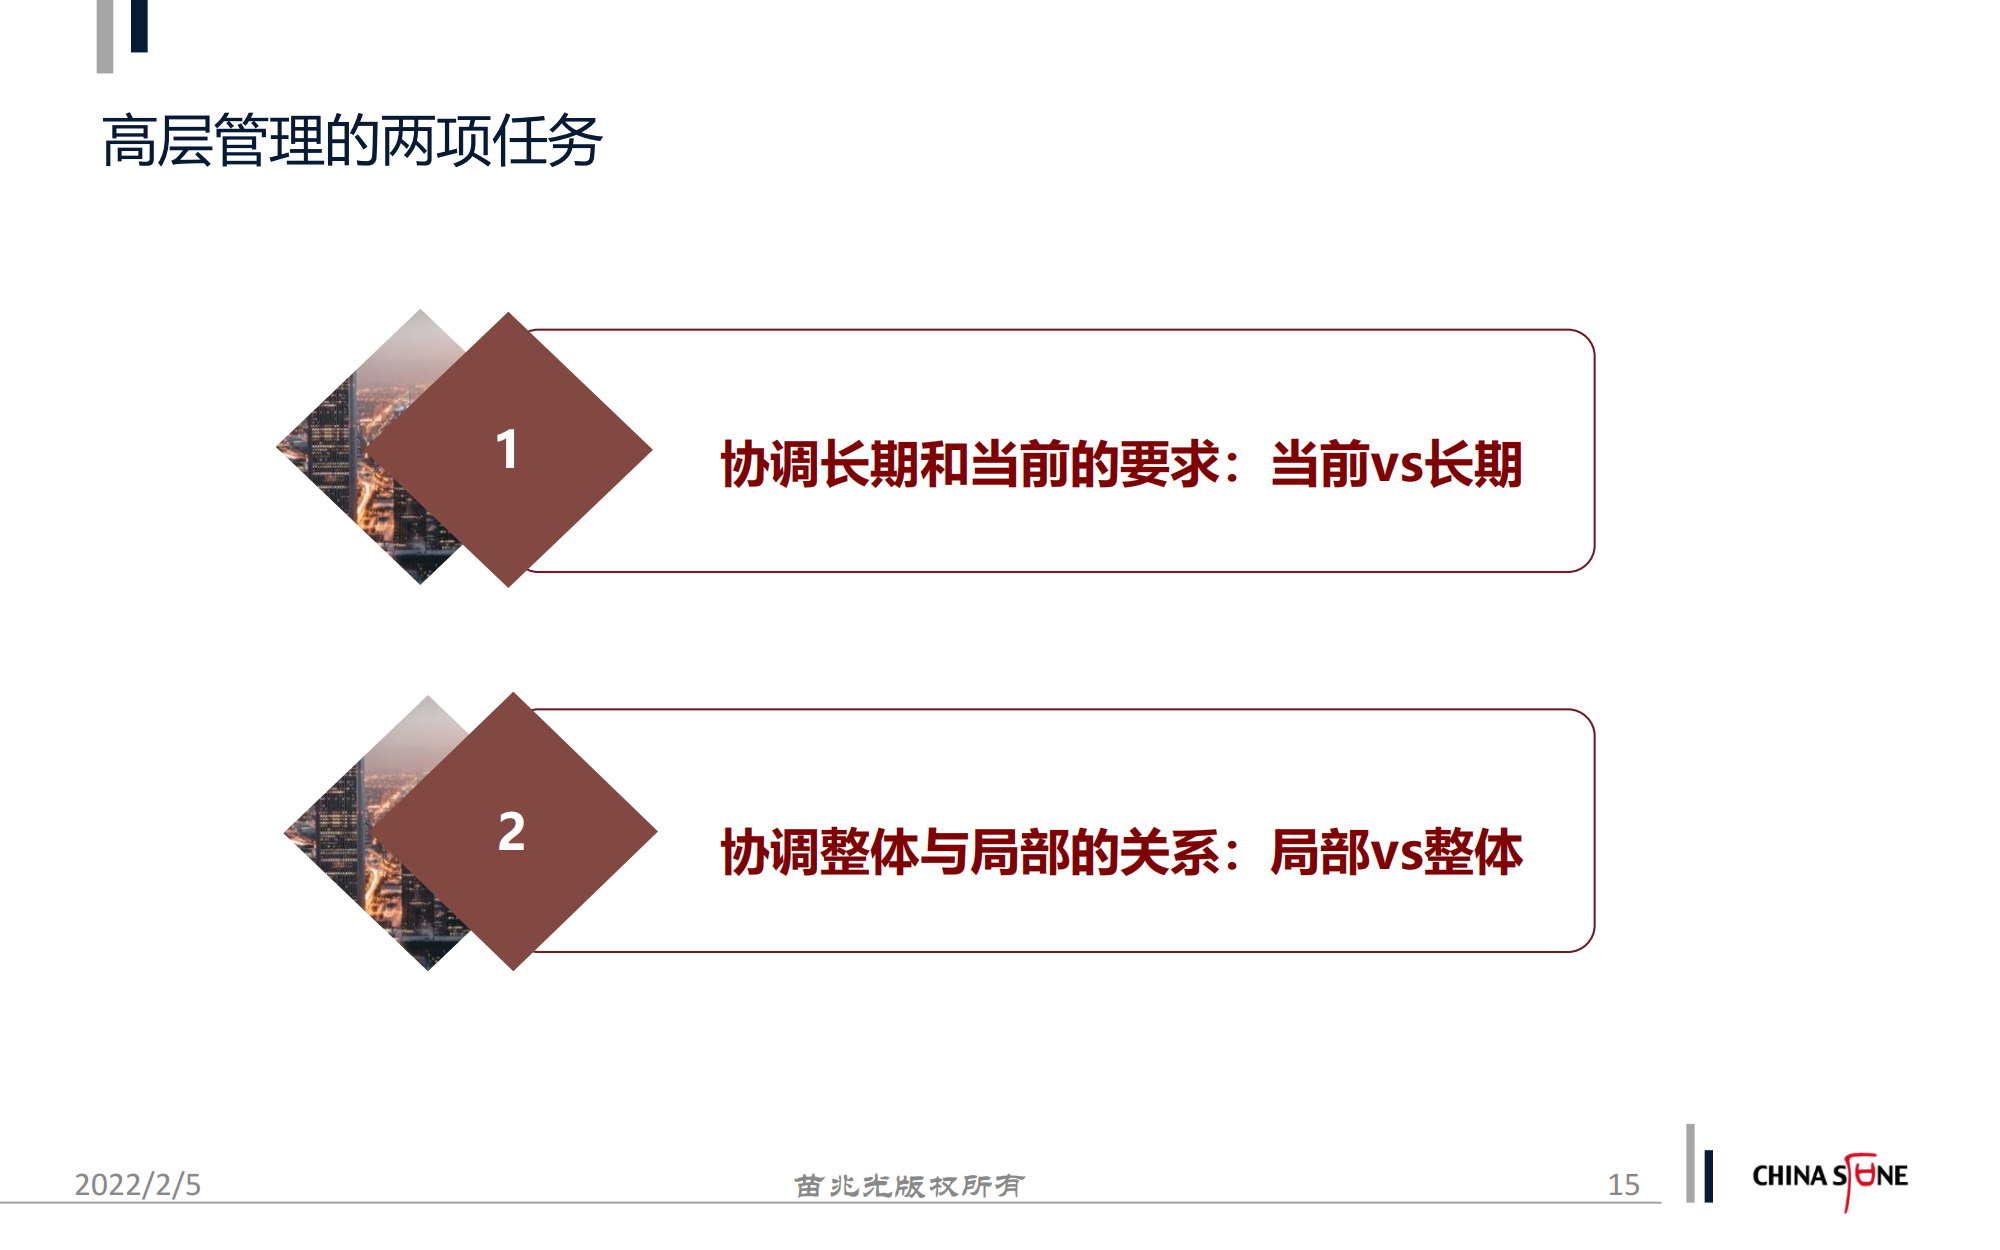 高层管理的两项任务
1
协调长期和当前的要求：当前vs长期
2
协调整体与局部的关系：局部vs整体
2022/2/5
苗兆光版权所有
15
CHINA STONE